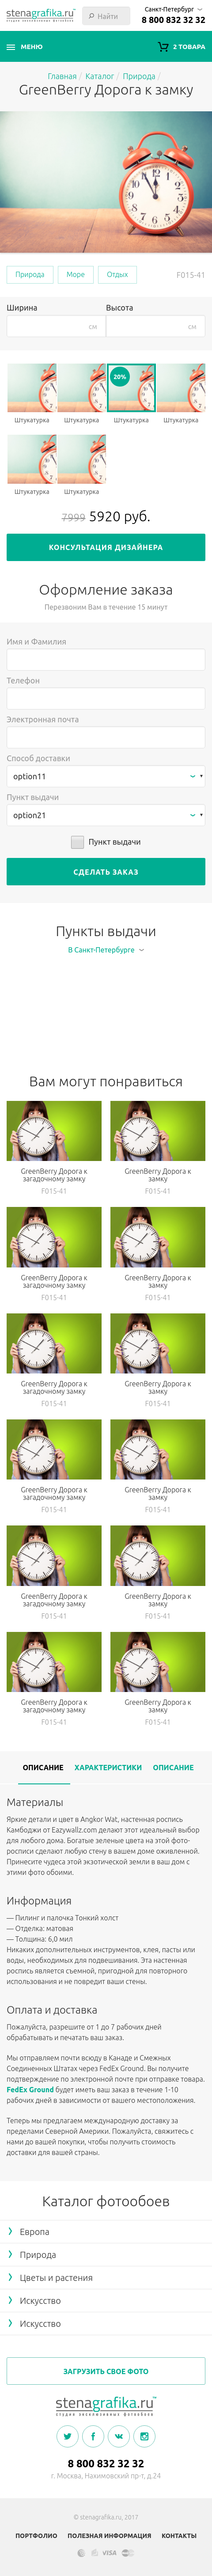 stenagrafika.ru™
студия эксклюзивных фотообоев
Найти
Санкт-Петербург
8 800 832 32 32
МЕНЮ
2 ТОВАРА
Главная / Каталог / Природа /
GreenBerry Дорога к замку
Природа
Море
Отдых
F015-41
Ширина
Высота
см
см
20%
Штукатурка
Штукатурка
Штукатурка
Штукатурка
Штукатурка
Штукатурка
7999 5920 руб.
КОНСУЛЬТАЦИЯ ДИЗАЙНЕРА
Оформление заказа
Перезвоним Вам в течение 15 минут
Имя и Фамилия
Телефон
Электронная почта
Способ доставки
option11
Пункт выдачи
option21
Пункт выдачи
СДЕЛАТЬ ЗАКАЗ
Пункты выдачи
В Санкт-Петербурге
Вам могут понравиться
GreenBerry Дорога к
загадочному замку
F015-41
GreenBerry Дорога к
замку
F015-41
GreenBerry Дорога к
загадочному замку
F015-41
GreenBerry Дорога к
замку
F015-41
GreenBerry Дорога к
загадочному замку
F015-41
GreenBerry Дорога к
замку
F015-41
GreenBerry Дорога к
загадочному замку
F015-41
GreenBerry Дорога к
замку
F015-41
GreenBerry Дорога к
загадочному замку
F015-41
GreenBerry Дорога к
замку
F015-41
GreenBerry Дорога к
загадочному замку
F015-41
GreenBerry Дорога к
замку
F015-41
ОПИСАНИЕ
ХАРАКТЕРИСТИКИ
ОПИСАНИЕ
Материалы
Яркие детали и цвет в Angkor Wat, настенная роспись
Камбоджи от Eazywallz.com делают этот идеальный выбор
для любого дома. Богатые зеленые цвета на этой фото-
росписи сделают любую стену в вашем доме оживленной.
Принесите чудеса этой экзотической земли в ваш дом с
этими фото обоими.
Информация
— Пилинг и палочка Тонкий холст
— Отделка: матовая
— Толщина: 6,0 мил
Никаких дополнительных инструментов, клея, пасты или
воды, необходимых для подвешивания. Эта настенная
роспись является съемной, пригодной для повторного
использования и не повредит ваши стены.
Оплата и доставка
Пожалуйста, разрешите от 1 до 7 рабочих дней
обрабатывать и печатать ваш заказ.
Мы отправляем почти всюду в Канаде и Смежных
Соединенных Штатах через FedEx Ground. Вы получите
подтверждение по электронной почте при отправке товара.
FedEx Ground будет иметь ваш заказ в течение 1-10
рабочих дней в зависимости от вашего местоположения.
Теперь мы предлагаем международную доставку за
пределами Северной Америки. Пожалуйста, свяжитесь с
нами до вашей покупки, чтобы получить стоимость
доставки для вашей страны.
Каталог фотообоев
Европа
Природа
Цветы и растения
Искусство
Искусство
ЗАГРУЗИТЬ СВОЕ ФОТО
stenagrafika.ru™
студия эксклюзивных фотообоев
8 800 832 32 32
г. Москва, Нахимовский пр-т, д.24
© stenagrafika.ru, 2017
ПОРТФОЛИО
ПОЛЕЗНАЯ ИНФОРМАЦИЯ
КОНТАКТЫ
VISA